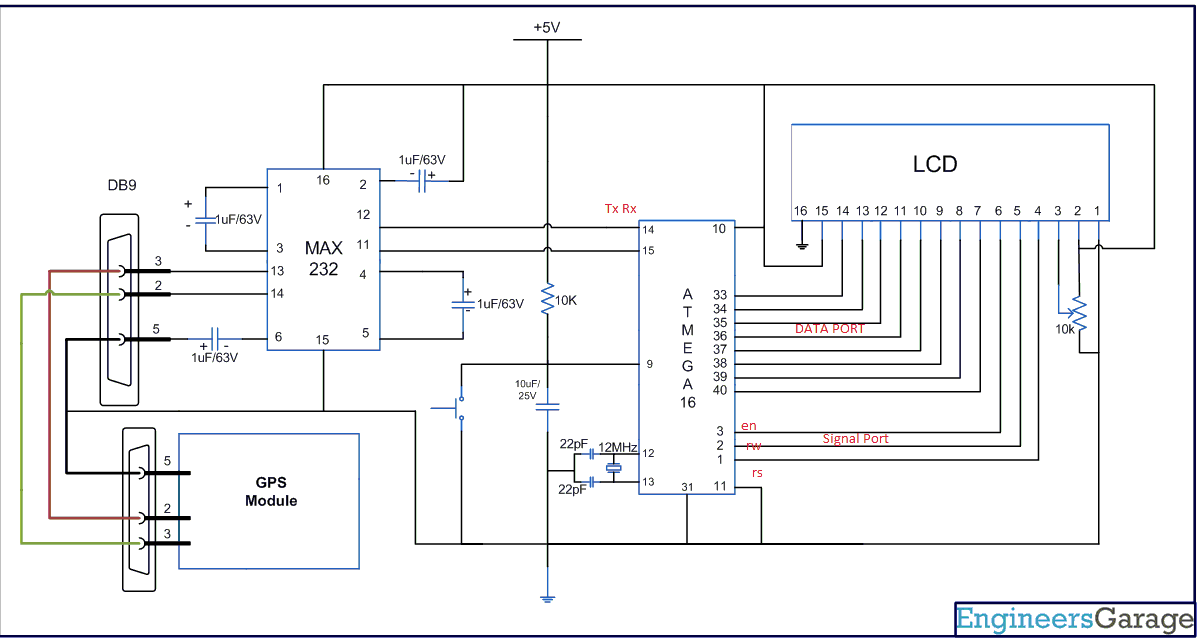 +5V
DB9
1uF/63V
- +
16
1
2
+
1uF/63V
-
12
MAX
232
3
11
13
4
14
+
1uF/63V
-
6
15
5
3
2
5
+ -
1uF/63V
GPS
Module
5
2
3
10K
10uF/
25V
22pF
12MHz
22pF
Tx Rx
14
15
9
12
13
10
A
T
M
E
G
A
16
33
34
35
36
37
38
39
40
3
2
1
11
31
en
rw
rs
DATA PORT
Signal Port
LCD
16 15 14 13 12 11 10 9 8 7 6 5 4 3 2 1
10k
EngineersGarage